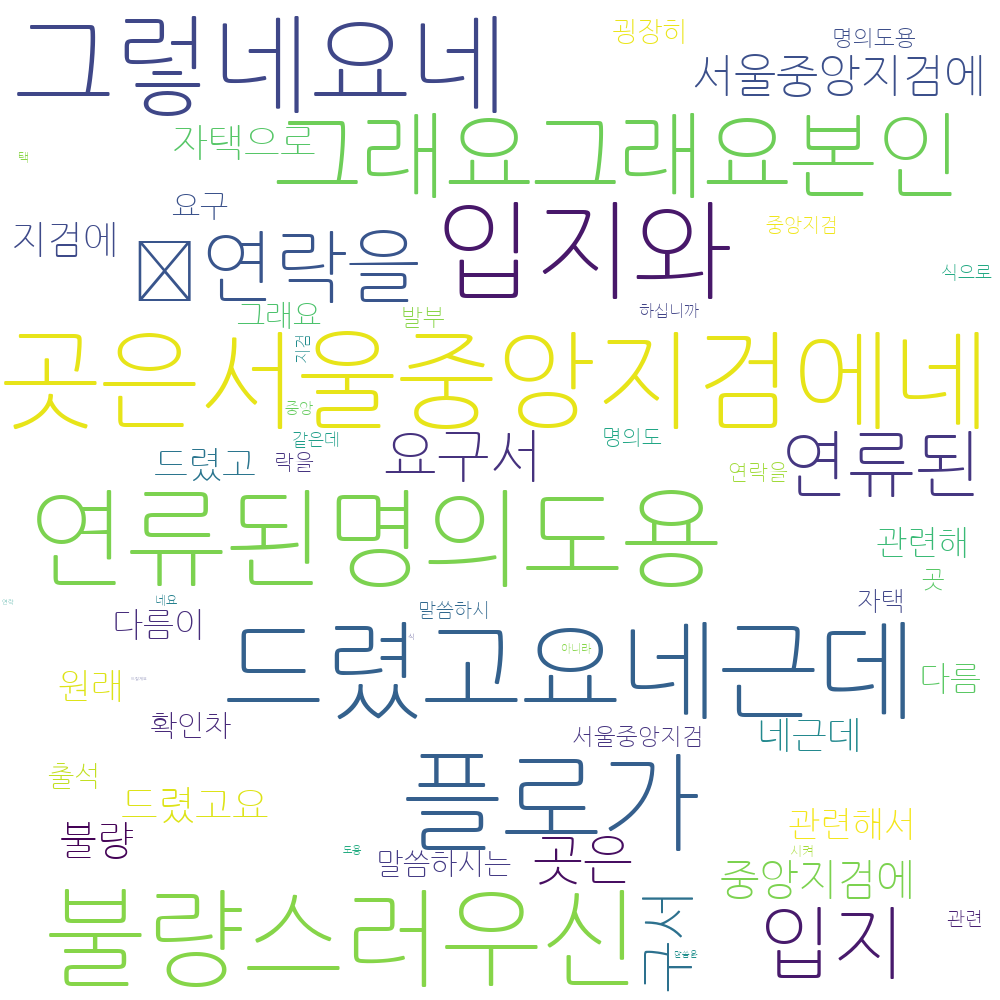 그렇네요네
굉장히
명의도용
서울중앙지검에
자택으로
그래요그래요본인
택
요구
입지와
중앙지검
지검에
연락을
식으로
그래요
발부
하십니까
지검
곳은서울중앙지검에네
중앙
같은데
명의도
드렸고
락을
요구서
연락을
연류된
연류된명의도용
관련해
곳
네요
자택
다름이
말씀하시
식
드렸고요네근데
아니라
다름
원래
확인차
서울중앙지검
네근데
출석
플로가
드렸고요
불량
관련해서
도용
시켜
말씀하시는
곳은
중앙지검에
불량스러우신
구서
입지
관련